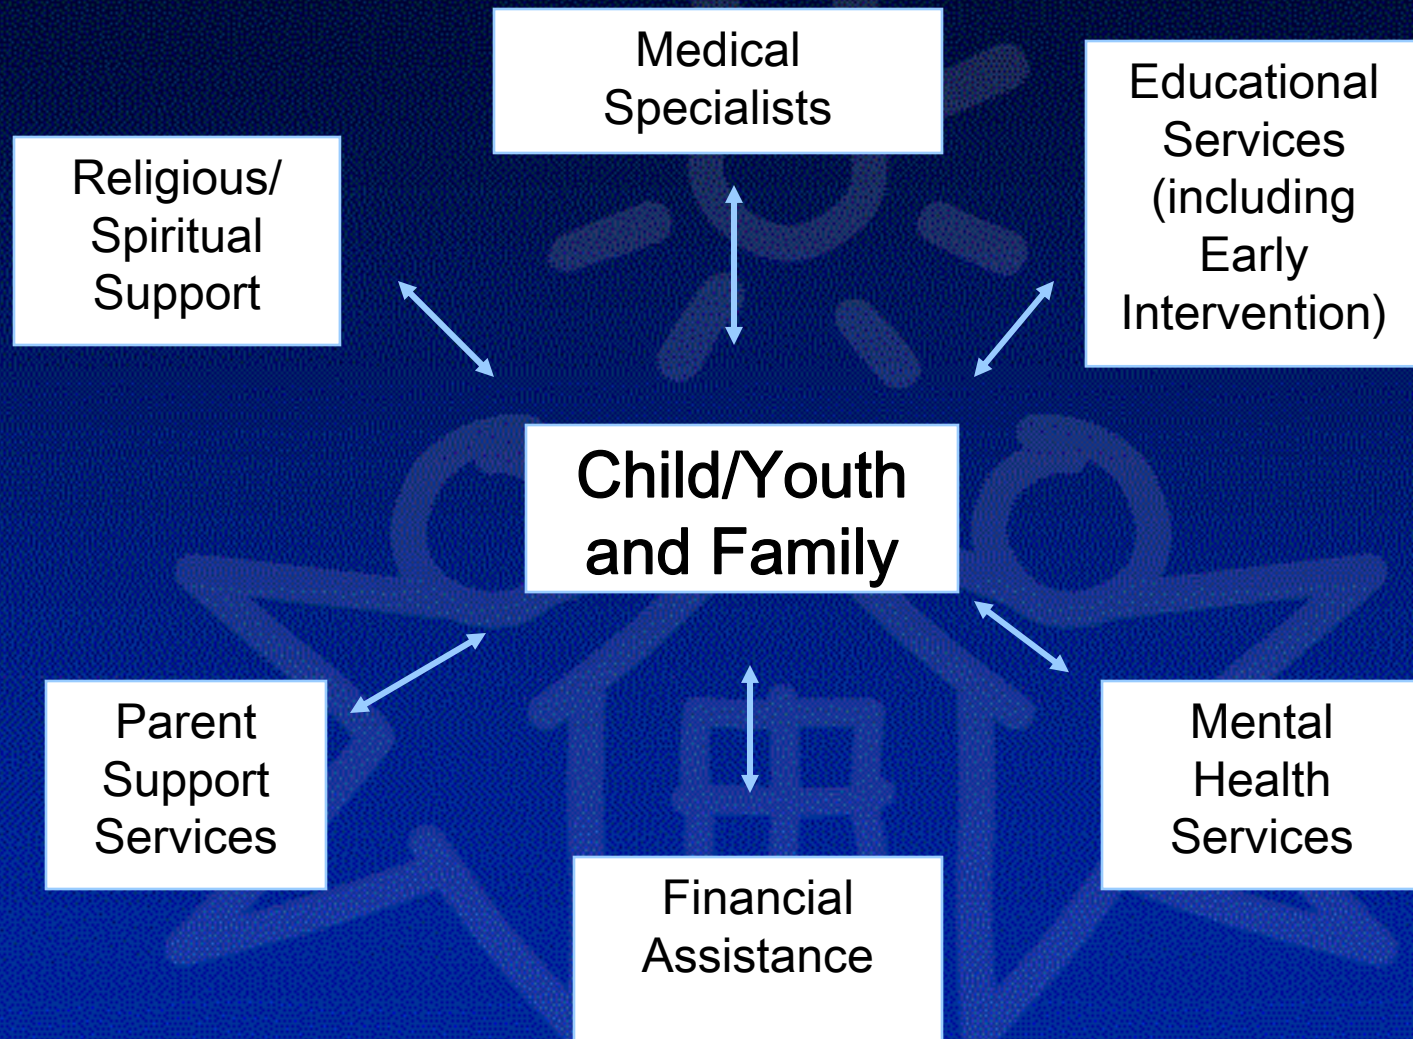 Medical
Specialists
Educational
Services
(including
Early
Intervention)
Religious/
Spiritual
Support
Child/Youth
and Family
Parent
Support
Services
Mental
Health
Services
Financial
Assistance